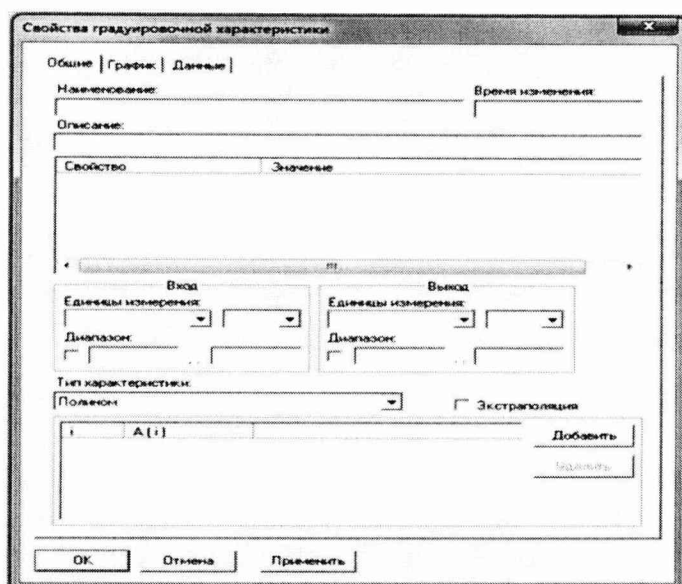 Свойства градуировочной характеристики
Общие График Данные
Наименование: Время изменения:
Описание:
Свойство Значение
Вход Выход
Единицы измерения: Единицы измерения:
Диапазон: Диапазон:
.. ..
Тип характеристики:
Полином Экстраполяция
i A(i)
Добавить
Удалить
OK Отмена Применить